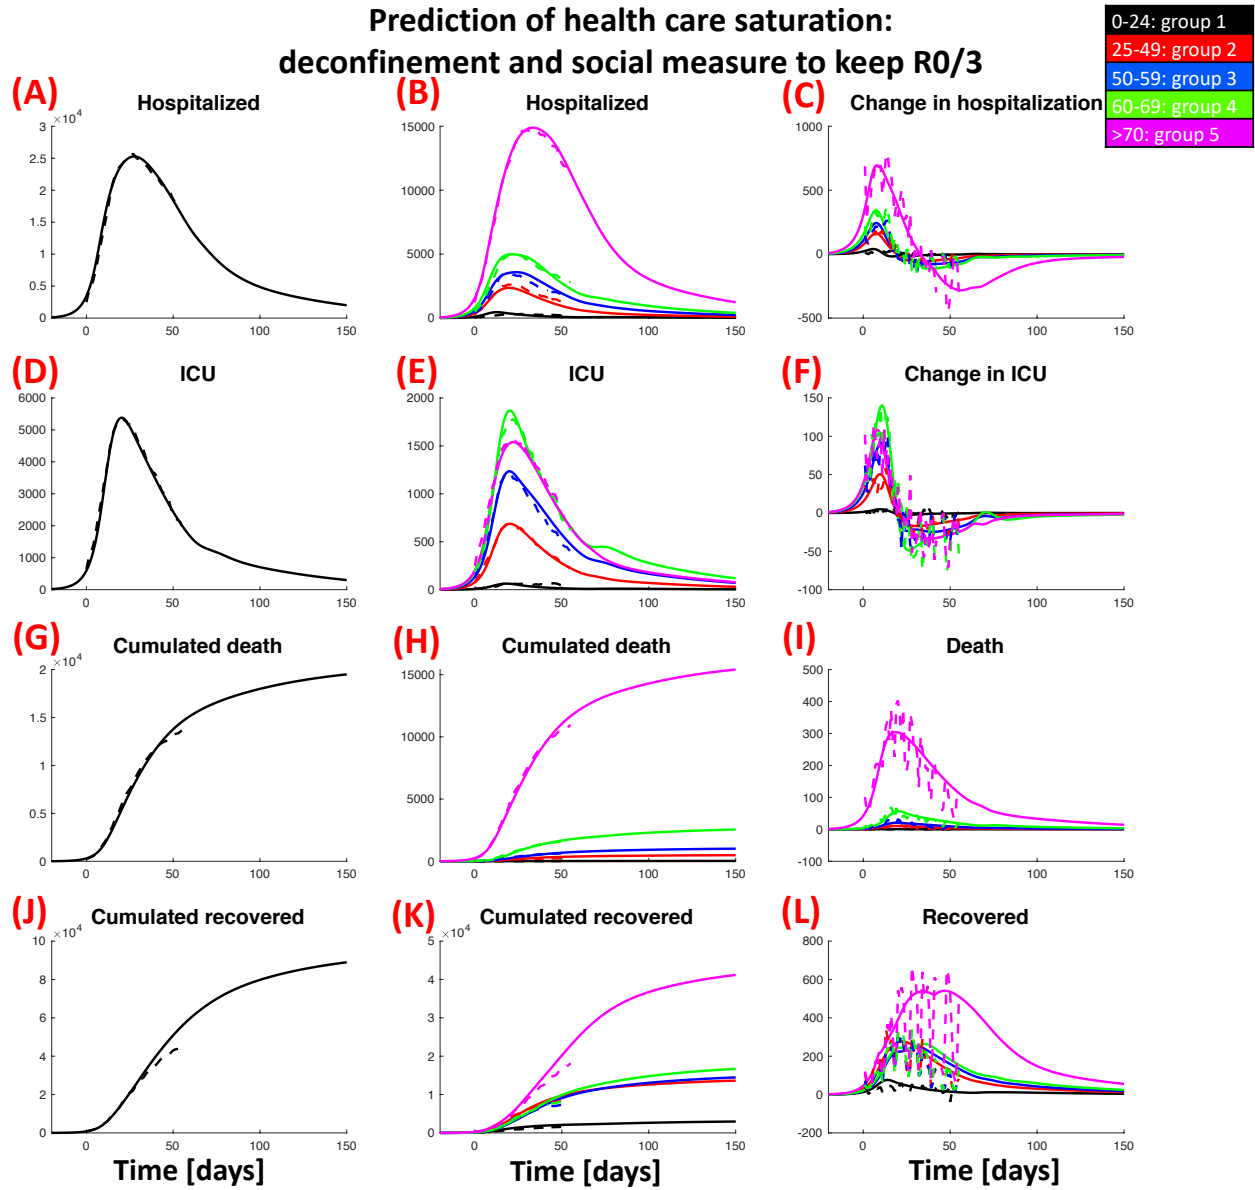 Prediction of health care saturation:
deconfinement and social measure to keep R0/3
0-24: group 1
25-49: group 2
50-59: group 3
60-69: group 4
>70: group 5
(A)
Hospitalized
×10⁴
3
2.5
2
1.5
1
0.5
0
0 50 100 150
(B)
Hospitalized
15000
10000
5000
0
0 50 100 150
(C)
Change in hospitalization
1000
500
0
-500
0 50 100 150
(D)
ICU
6000
5000
4000
3000
2000
1000
0
0 50 100 150
(E)
ICU
2000
1500
1000
500
0
0 50 100 150
(F)
Change in ICU
150
100
50
0
-50
-100
0 50 100 150
(G)
Cumulated death
×10⁴
2
1.5
1
0.5
0
0 50 100 150
(H)
Cumulated death
15000
10000
5000
0
0 50 100 150
(I)
Death
500
400
300
200
100
0
-100
0 50 100 150
(J)
Cumulated recovered
×10⁴
10
8
6
4
2
0
0 50 100 150
Time [days]
(K)
Cumulated recovered
×10⁴
5
4
3
2
1
0
0 50 100 150
Time [days]
(L)
Recovered
800
600
400
200
0
-200
0 50 100 150
Time [days]